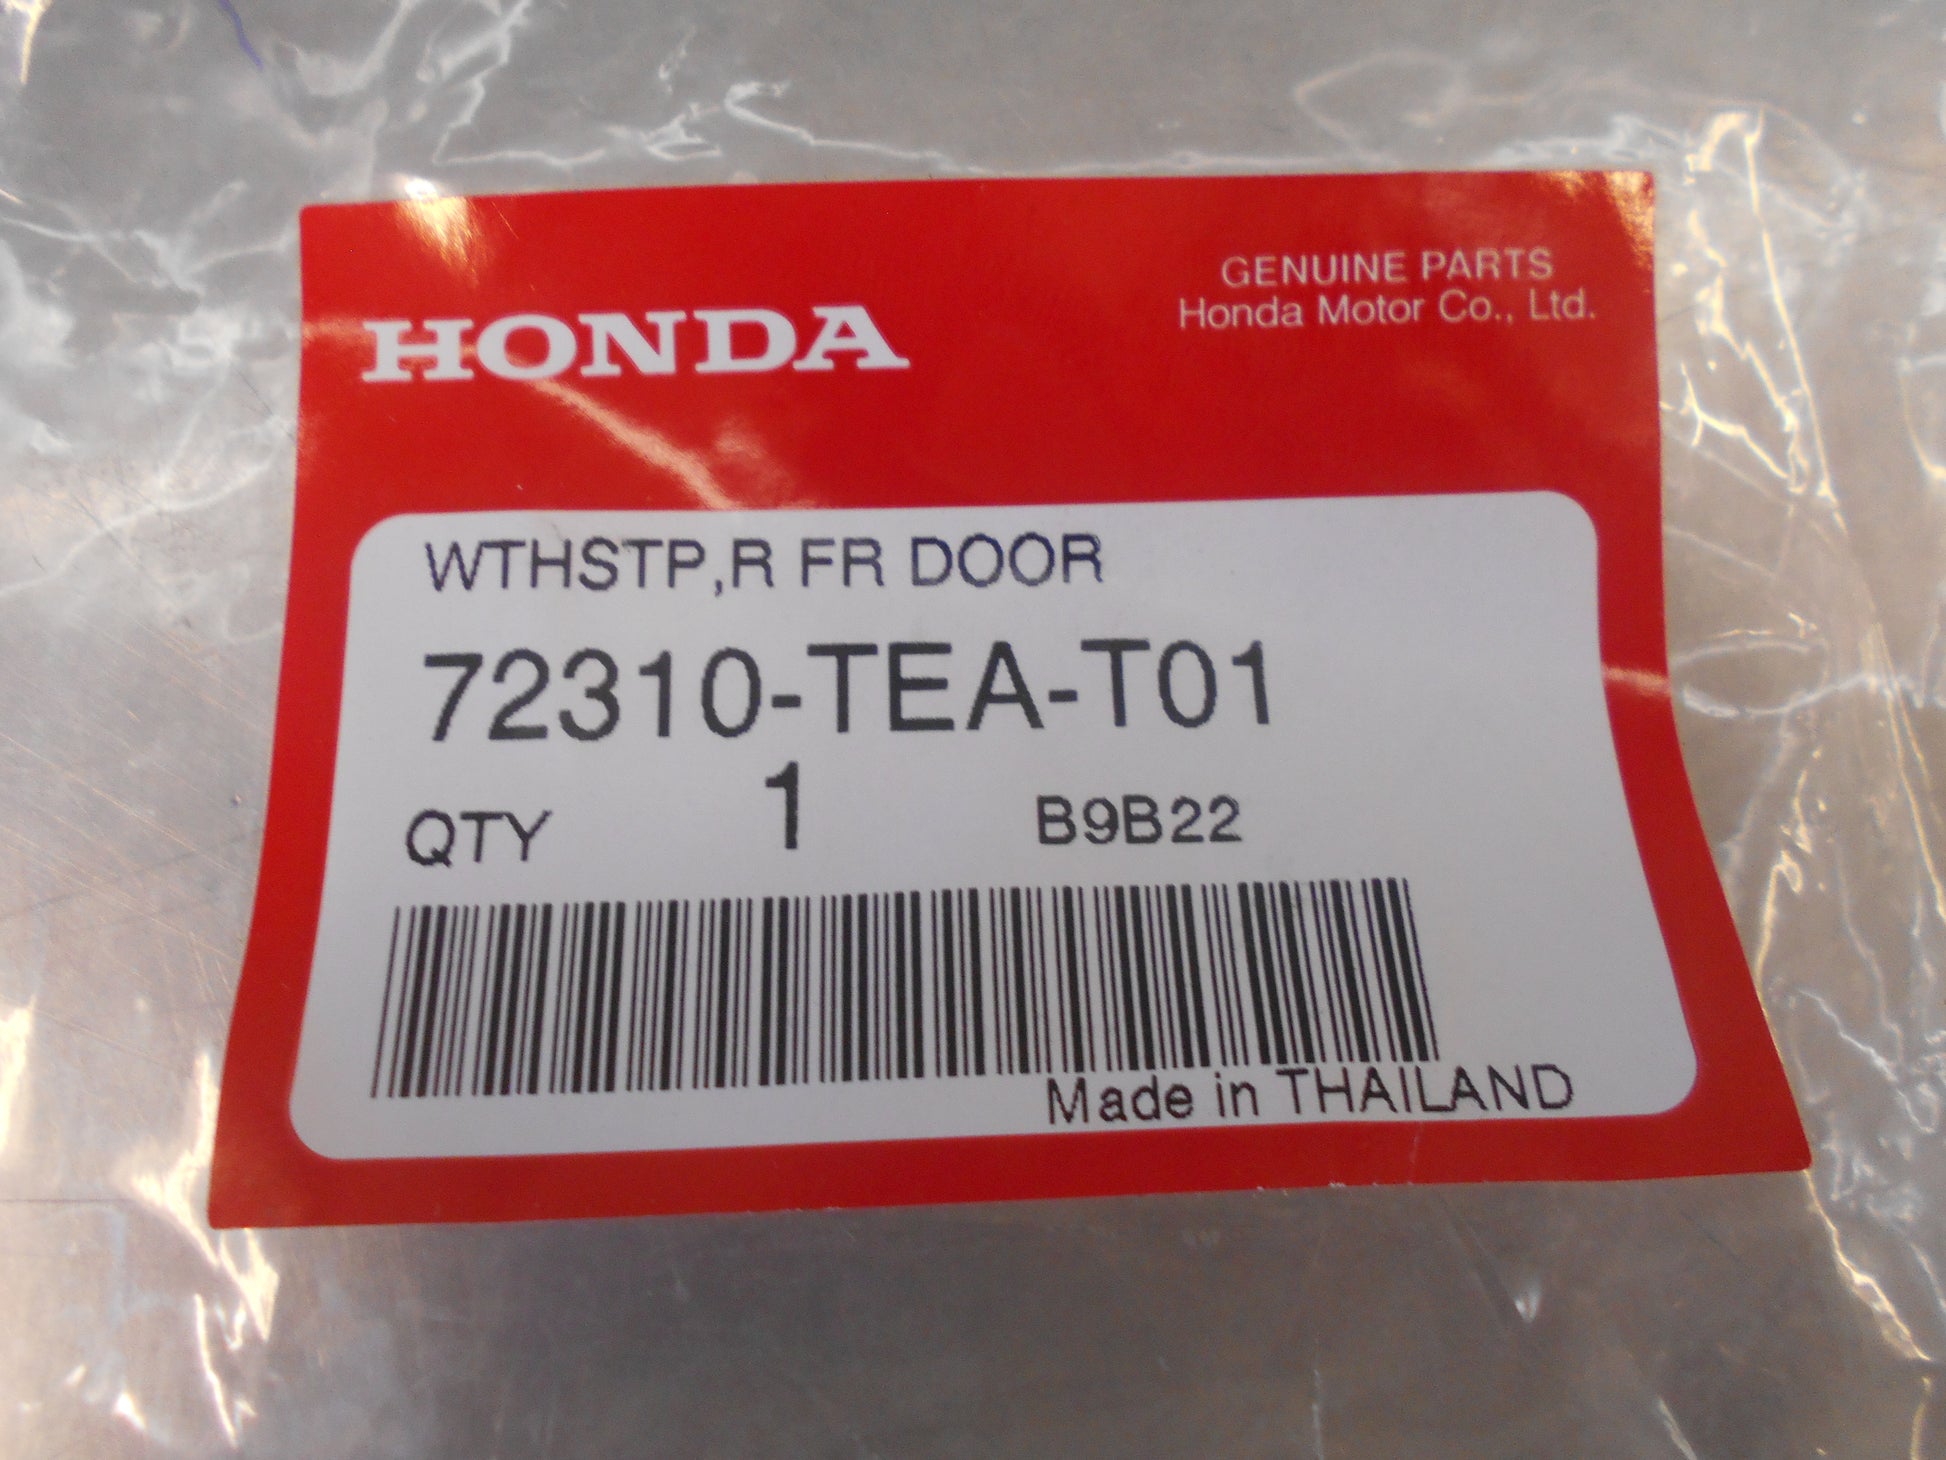 HONDA
GENUINE PARTS
Honda Motor Co., Ltd.
WTHSTP,R FR DOOR
72310-TEA-T01
QTY 1 B9B22
Made in THAILAND